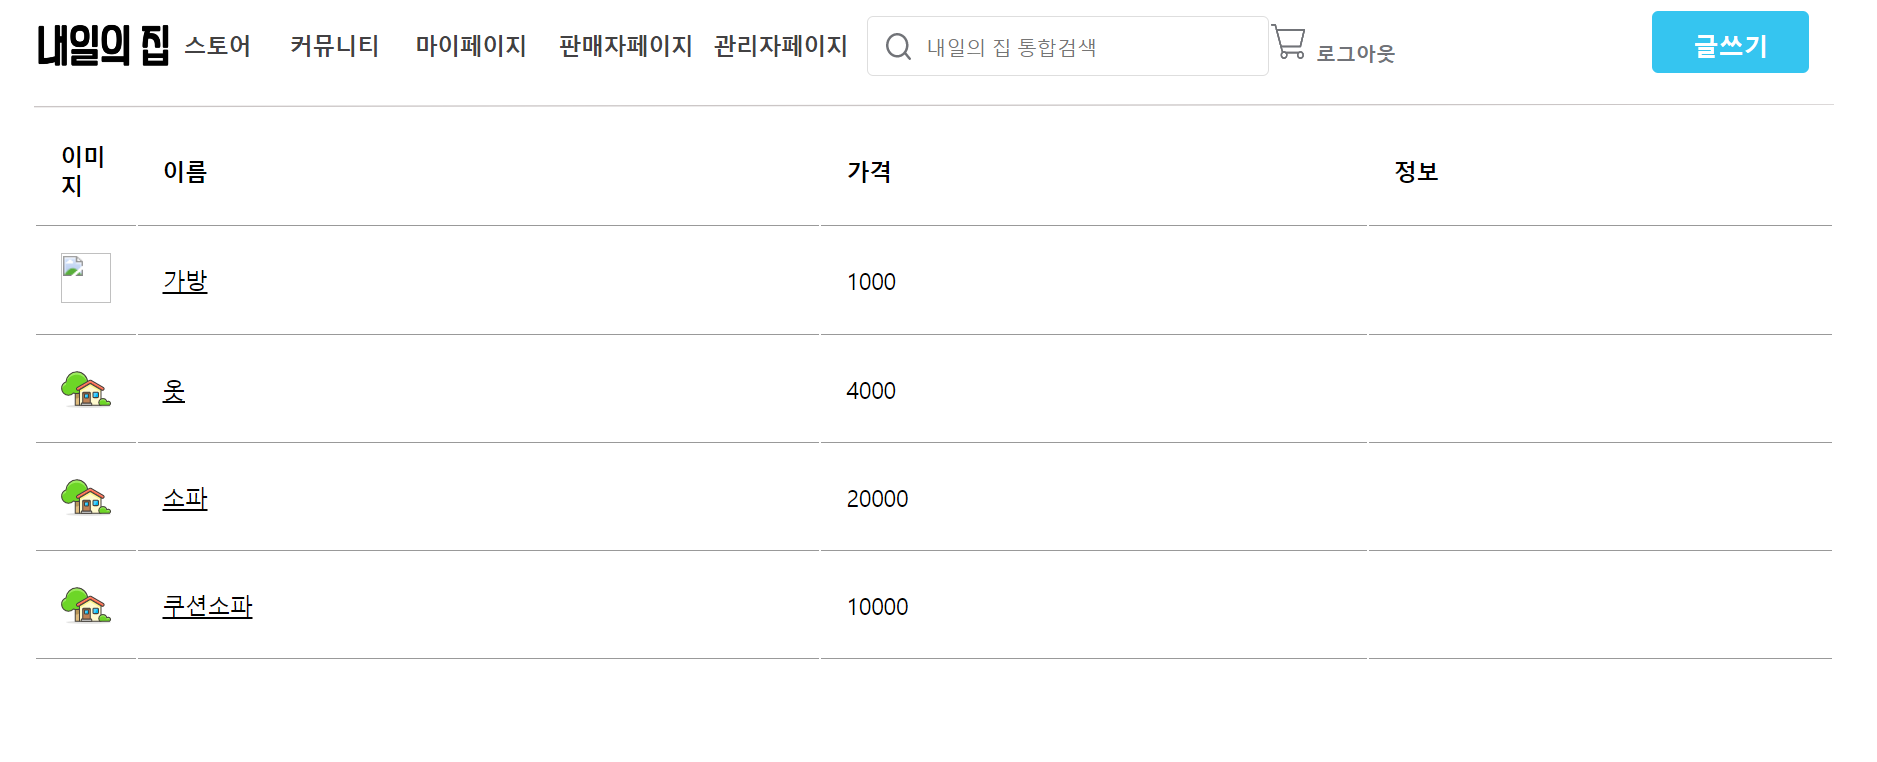 내일의 집 스토어 커뮤니티 마이페이지 판매자페이지 관리자페이지 내일의 집 통합검색 로그아웃 글쓰기
이미
지 이름 가격 정보
가방 1000
옷 4000
소파 20000
쿠션소파 10000